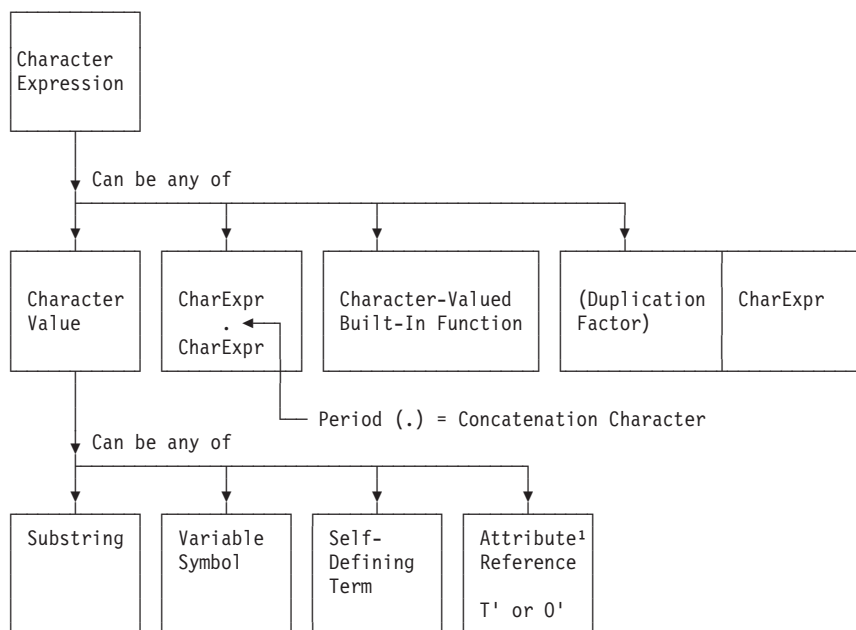 Character
Expression
Can be any of
Character
Value
CharExpr
.
CharExpr
Character-Valued
Built-In Function
(Duplication
Factor)
CharExpr
Period (.) = Concatenation Character
Can be any of
Substring
Variable
Symbol
Self-
Defining
Term
Attribute¹
Reference
T' or O'